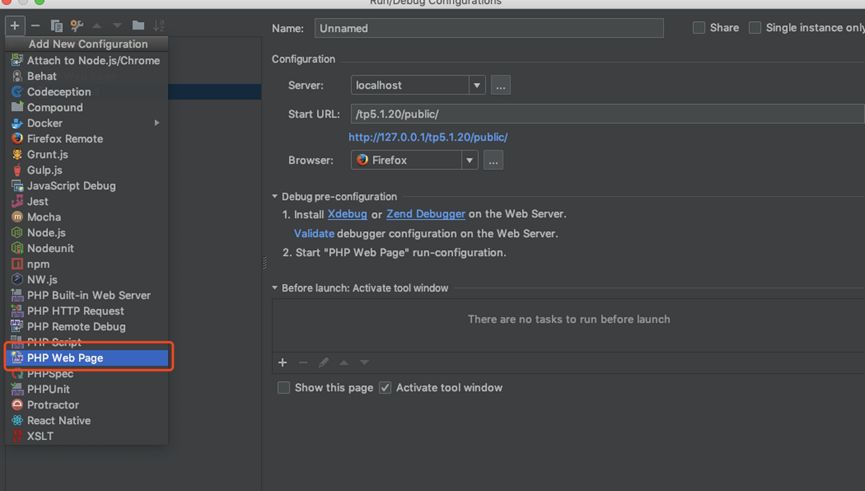 Run/Debug Configurations
Name: Unnamed Share Single instance only
Add New Configuration
Attach to Node.js/Chrome
Behat
Codeception
Compound
Docker
Firefox Remote
Grunt.js
Gulp.js
JavaScript Debug
Jest
Mocha
Node.js
Nodeunit
npm
NW.js
PHP Built-in Web Server
PHP HTTP Request
PHP Remote Debug
PHP Script
PHP Web Page
PHPSpec
PHPUnit
Protractor
React Native
XSLT
Configuration
Server: localhost ...
Start URL: /tp5.1.20/public/
http://127.0.0.1/tp5.1.20/public/
Browser: Firefox ...
Debug pre-configuration
1. Install Xdebug or Zend Debugger on the Web Server.
Validate debugger configuration on the Web Server.
2. Start "PHP Web Page" run-configuration.
Before launch: Activate tool window
There are no tasks to run before launch
Show this page Activate tool window